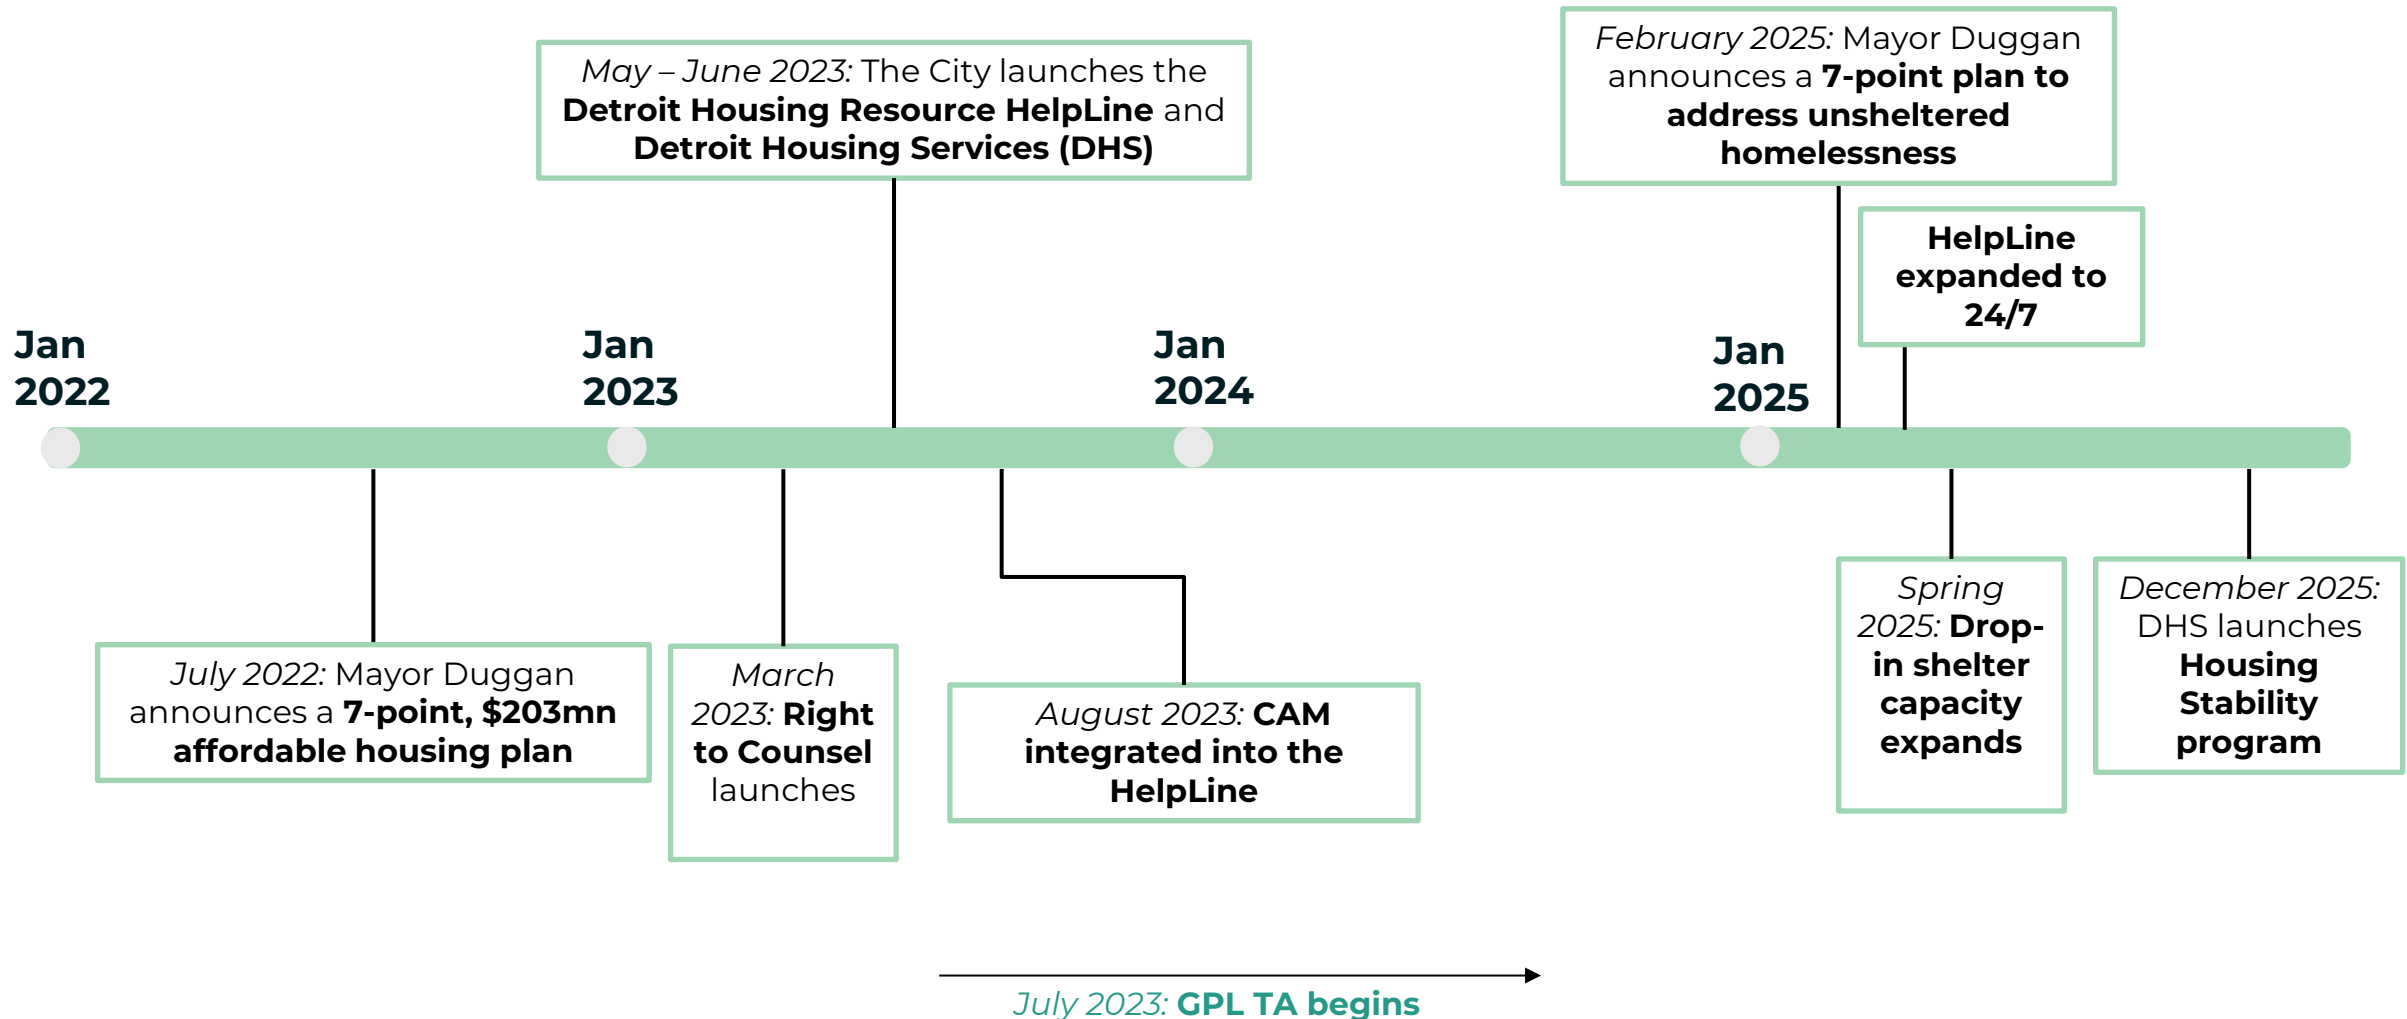 May – June 2023: The City launches the
Detroit Housing Resource HelpLine and
Detroit Housing Services (DHS)
February 2025: Mayor Duggan
announces a 7-point plan to
address unsheltered
homelessness
HelpLine
expanded to
24/7
Jan
2022
Jan
2023
Jan
2024
Jan
2025
July 2022: Mayor Duggan
announces a 7-point, $203mn
affordable housing plan
March
2023: Right
to Counsel
launches
August 2023: CAM
integrated into the
HelpLine
Spring
2025: Drop-
in shelter
capacity
expands
December 2025:
DHS launches
Housing
Stability
program
July 2023: GPL TA begins